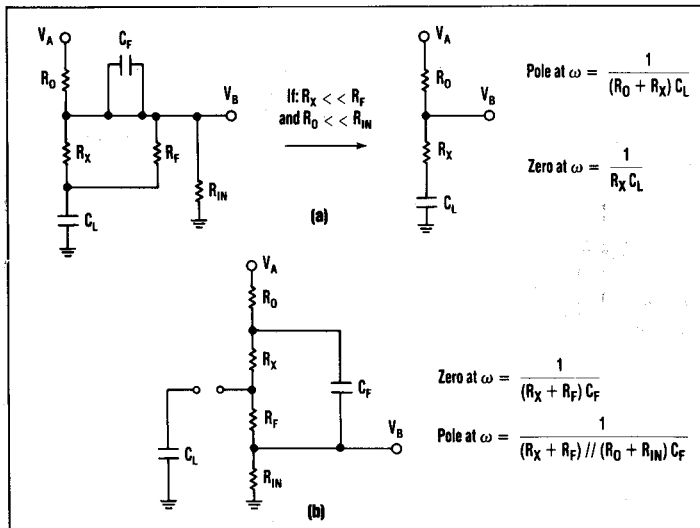 V_A
C_F
R_O
V_B
R_X
R_F
R_IN
C_L
If: R_X << R_F
and R_O << R_IN
V_A
R_O
V_B
R_X
C_L
Pole at ω = 1 / (R_O + R_X) C_L
Zero at ω = 1 / R_X C_L
(a)
V_A
R_O
R_X
C_F
R_F
V_B
C_L
R_IN
Zero at ω = 1 / (R_X + R_F) C_F
Pole at ω = 1 / (R_X + R_F) // (R_O + R_IN) C_F
(b)